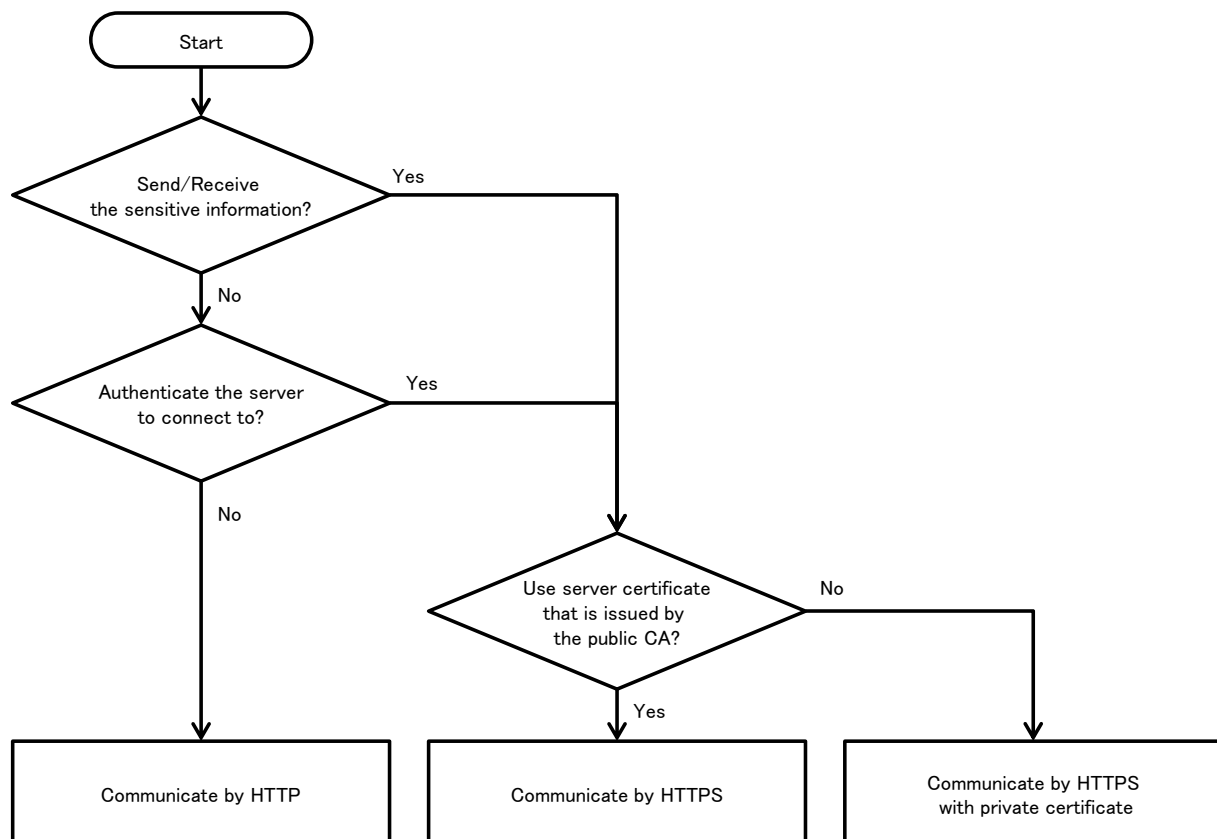 Start
Send/Receive
the sensitive information?
Yes
No
Authenticate the server
to connect to?
Yes
No
Use server certificate
that is issued by
the public CA?
No
Yes
Communicate by HTTP
Communicate by HTTPS
Communicate by HTTPS
with private certificate